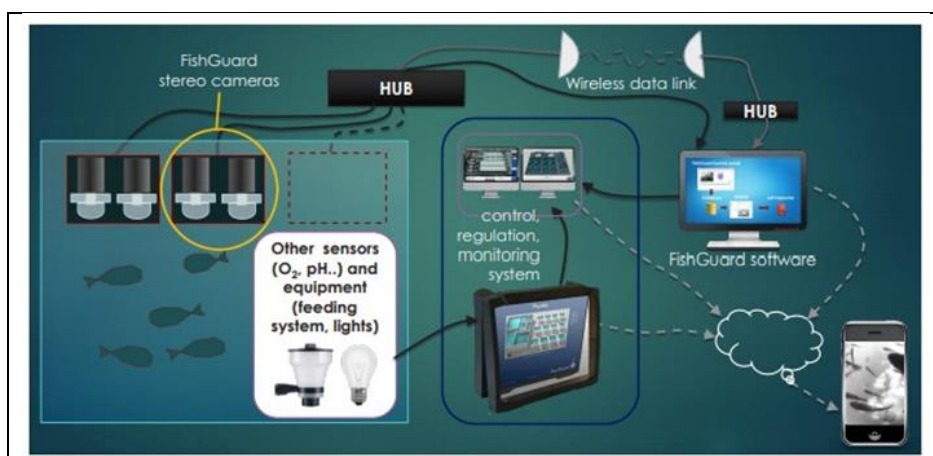 FishGuard
stereo cameras
HUB
Wireless data link
HUB
control,
regulation,
monitoring
system
FishGuard software
Other sensors
(O₂, pH..) and
equipment
(feeding
system, lights)